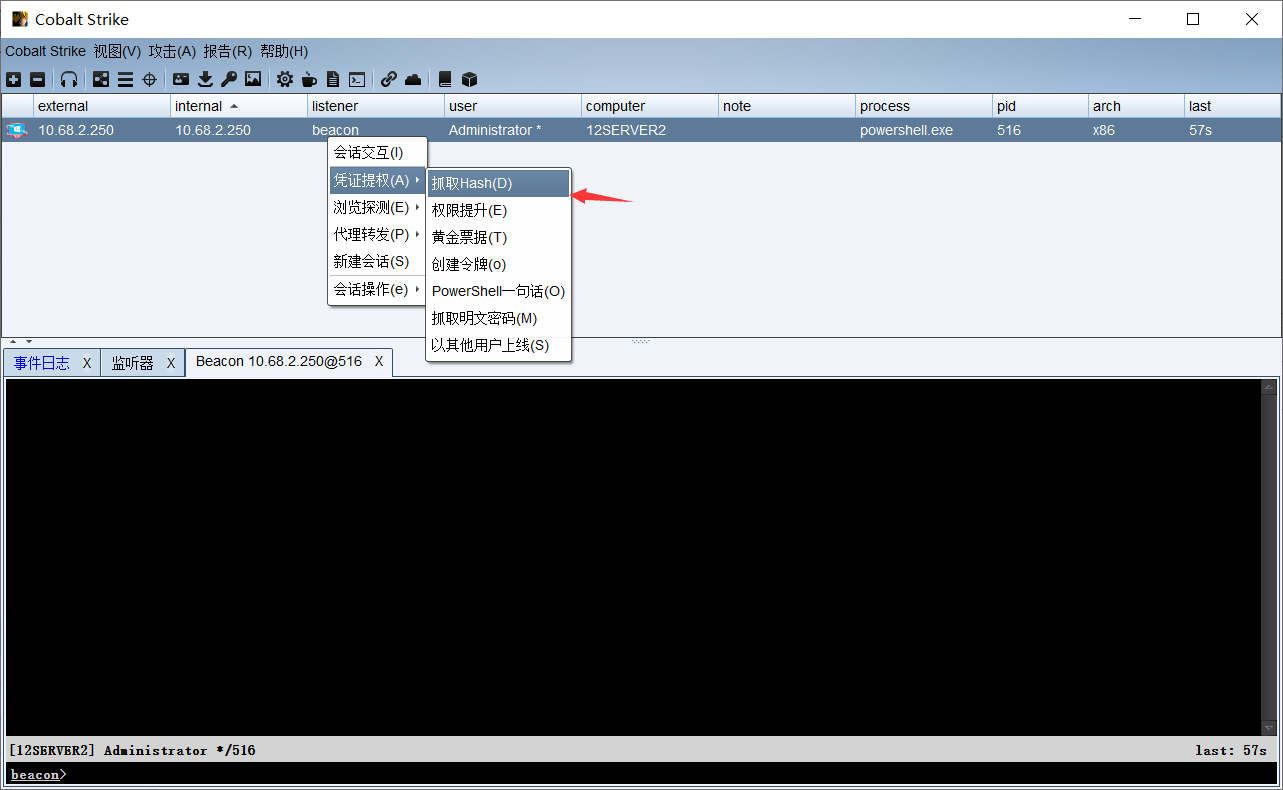 Cobalt Strike
Cobalt Strike 视图(V) 攻击(A) 报告(R) 帮助(H)
external internal listener user computer note process pid arch last
10.68.2.250 10.68.2.250 beacon Administrator * 12SERVER2 powershell.exe 516 x86 57s
会话交互(I)
凭证提权(A)
浏览探测(E)
代理转发(P)
新建会话(S)
会话操作(e)
抓取Hash(D)
权限提升(E)
黄金票据(T)
创建令牌(o)
PowerShell一句话(O)
抓取明文密码(M)
以其他用户上线(S)
事件日志 X 监听器 X Beacon 10.68.2.250@516 X
[12SERVER2] Administrator */516 last: 57s
beacon>